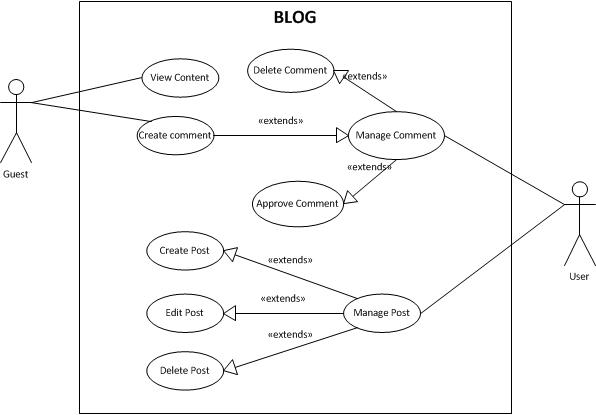 BLOG
View Content
Delete Comment
«extends»
Create comment
«extends»
Manage Comment
«extends»
Guest
Approve Comment
Create Post
«extends»
User
Edit Post
«extends»
Manage Post
«extends»
Delete Post